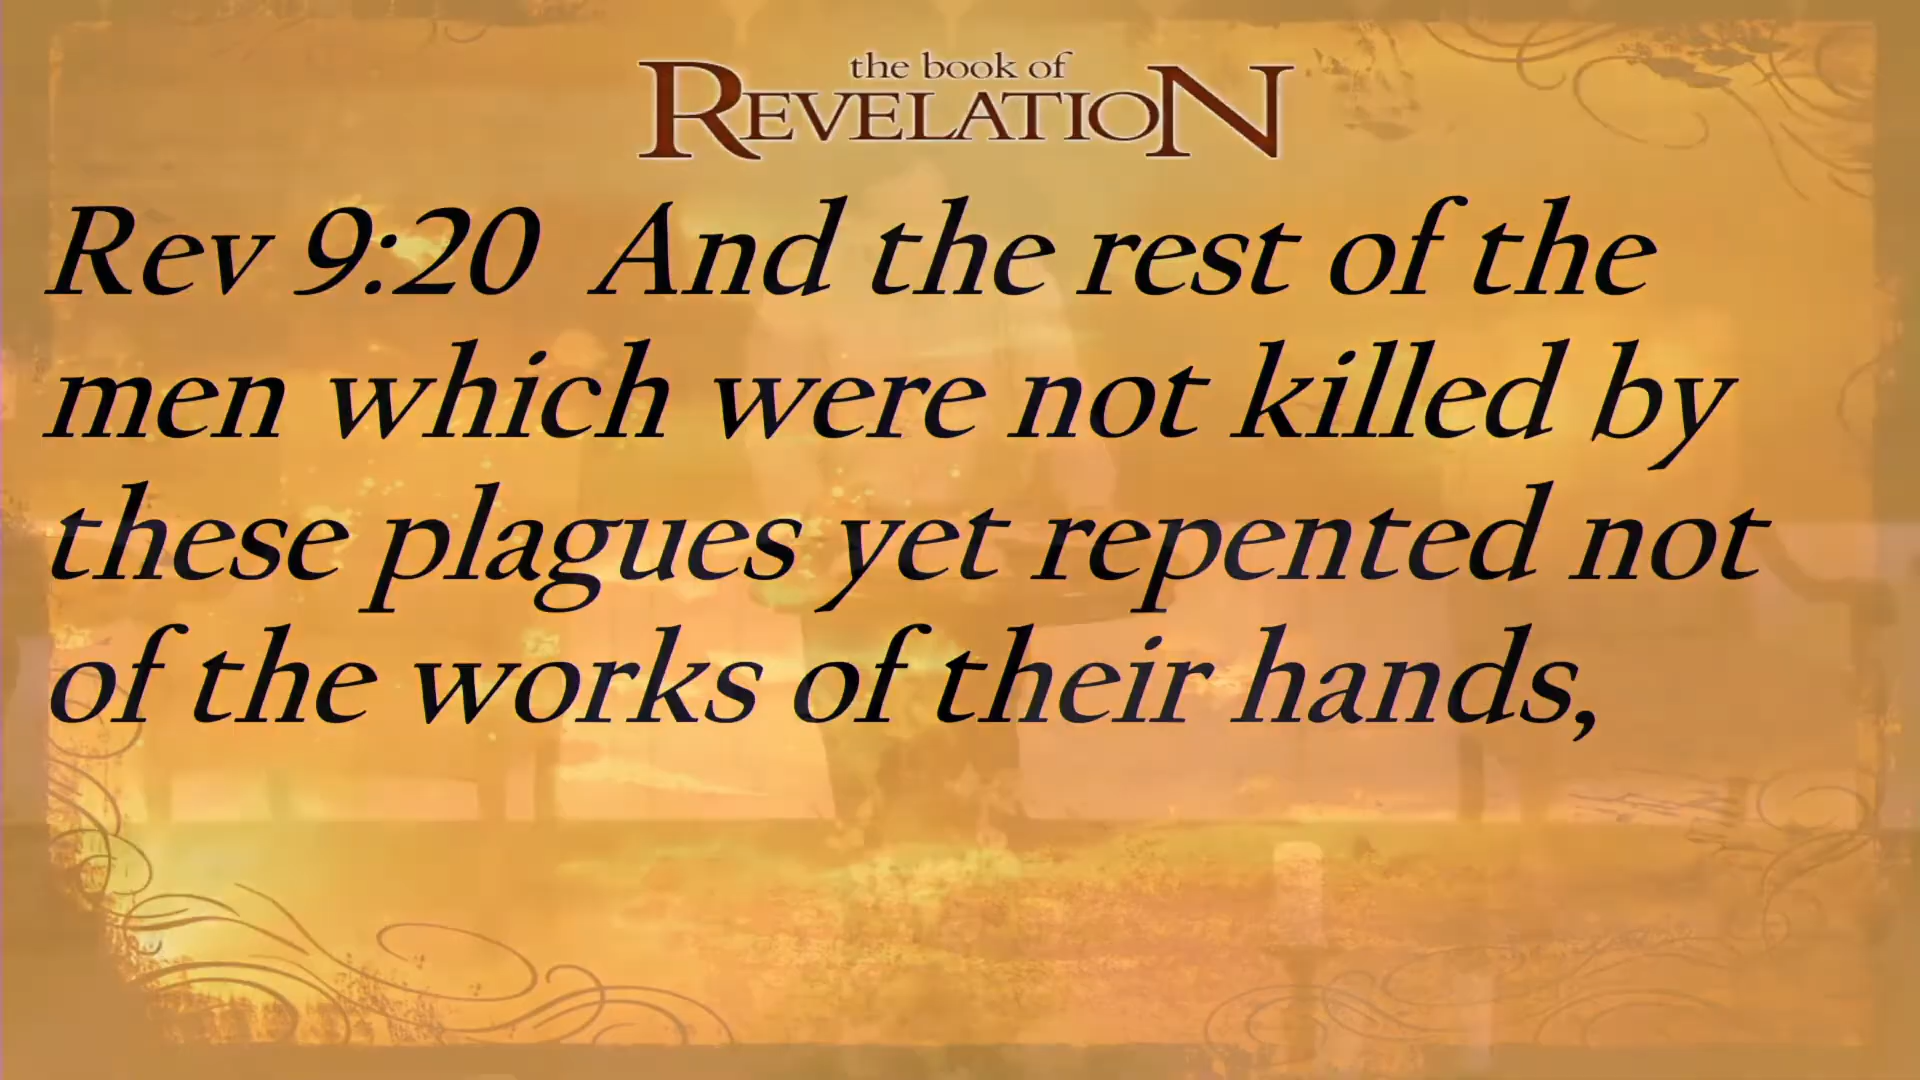 the book of
REVELATION
Rev 9:20 And the rest of the
men which were not killed by
these plagues yet repented not
of the works of their hands,